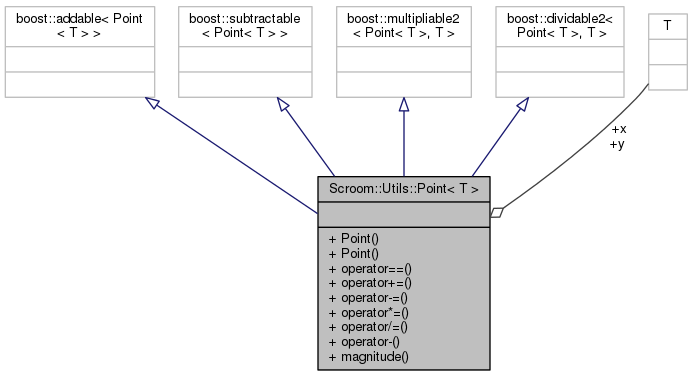 boost::addable< Point
< T > >
boost::subtractable
< Point< T > >
boost::multipliable2
< Point< T >, T >
boost::dividable2<
Point< T >, T >
T
+x
+y
Scroom::Utils::Point< T >
+ Point()
+ Point()
+ operator==()
+ operator+=()
+ operator-=()
+ operator*=()
+ operator/=()
+ operator-()
+ magnitude()